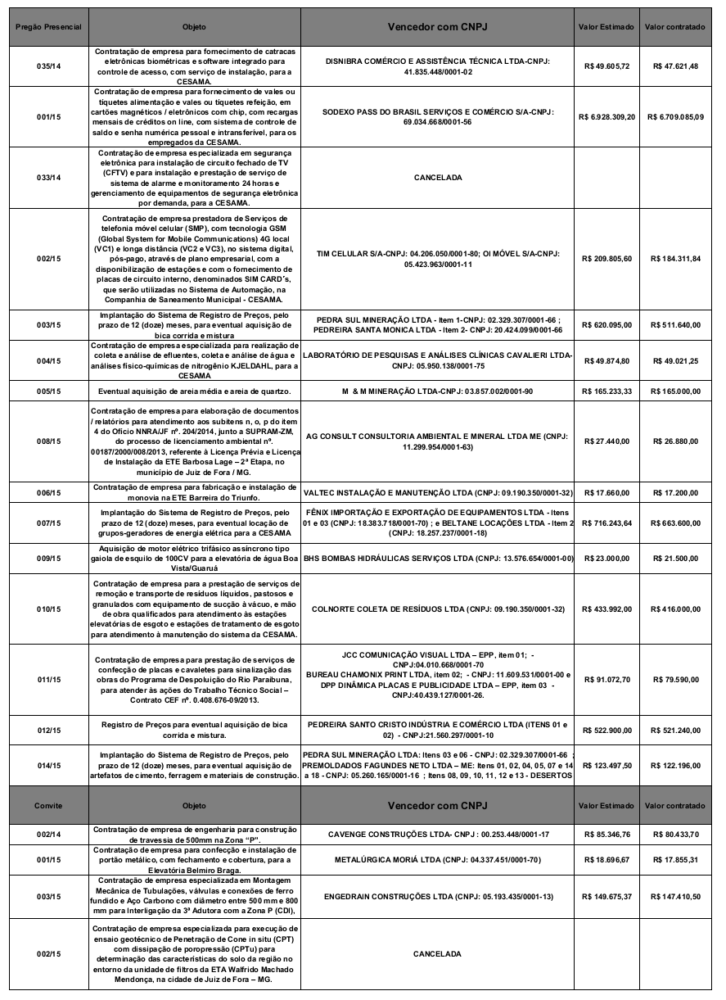 Pregão Presencial Objeto Vencedor com CNPJ Valor Estimado Valor contratado
Contratação de empresa para fornecimento de catracas
eletrônicas biométricas e software integrado para
controle de acesso, com serviço de instalação, para a
CESAMA.
035/14
DISNIBRA COMÉRCIO E ASSISTÊNCIA TÉCNICA LTDA-CNPJ:
41.835.448/0001-02
R$ 49.605,72 R$ 47.621,48
Contratação de empresa para fornecimento de vales ou
tíquetes alimentação e vales ou tíquetes refeição, em
cartões magnéticos / eletrônicos com chip, com recargas
mensais de créditos on line, com sistema de controle de
saldo e senha numérica pessoal e intransferível, para os
empregados da CESAMA.
001/15
SODEXO PASS DO BRASIL SERVIÇOS E COMÉRCIO S/A-CNPJ:
69.034.668/0001-56
R$ 6.928.309,20 R$ 6.709.085,09
Contratação de empresa especializada em segurança
eletrônica para instalação de circuito fechado de TV
(CFTV) e para instalação e prestação de serviço de
sistema de alarme e monitoramento 24 horas e
gerenciamento de equipamentos de segurança eletrônica
por demanda, para a CESAMA.
033/14
CANCELADA
Contratação de empresa prestadora de Serviços de
telefonia móvel celular (SMP), com tecnologia GSM
(Global System for Mobile Communications) 4G local
(VC1) e longa distância (VC2 e VC3), no sistema digital,
pós-pago, através de plano empresarial, com a
disponibilização de estações e com o fornecimento de
placas de circuito interno, denominados SIM CARD´s,
que serão utilizadas no Sistema de Automação, na
Companhia de Saneamento Municipal - CESAMA.
002/15
TIM CELULAR S/A-CNPJ: 04.206.050/0001-80; OI MÓVEL S/A-CNPJ:
05.423.963/0001-11
R$ 209.805,60 R$ 184.311,84
Implantação do Sistema de Registro de Preços, pelo
prazo de 12 (doze) meses, para eventual aquisição de
bica corrida e mistura
003/15
PEDRA SUL MINERAÇÃO LTDA - Item 1-CNPJ: 02.329.307/0001-66 ;
PEDREIRA SANTA MONICA LTDA - Item 2- CNPJ: 20.424.099/0001-66
R$ 620.095,00 R$ 511.640,00
Contratação de empresa especializada para realização de
coleta e análise de efluentes, coleta e análise de água e
análises físico-químicas de nitrogênio KJELDAHL, para a
CESAMA
004/15
LABORATÓRIO DE PESQUISAS E ANÁLISES CLÍNICAS CAVALIERI LTDA-
CNPJ: 05.950.138/0001-75
R$ 49.874,80 R$ 49.021,25
005/15 Eventual aquisição de areia média e areia de quartzo. M & M MINERAÇÃO LTDA-CNPJ: 03.857.002/0001-90 R$ 165.233,33 R$ 165.000,00
Contratação de empresa para elaboração de documentos
/ relatórios para atendimento aos subitens n, o, p do item
4 do Ofício NNRA/JF nº. 204/2014, junto a SUPRAM-ZM,
do processo de licenciamento ambiental nº.
00187/2000/008/2013, referente à Licença Prévia e Licença
de Instalação da ETE Barbosa Lage – 2ª Etapa, no
município de Juiz de Fora / MG.
008/15
AG CONSULT CONSULTORIA AMBIENTAL E MINERAL LTDA ME (CNPJ:
11.299.954/0001-63)
R$ 27.440,00 R$ 26.880,00
Contratação de empresa para fabricação e instalação de
monovia na ETE Barreira do Triunfo.
006/15 VALTEC INSTALAÇÃO E MANUTENÇÃO LTDA (CNPJ: 09.190.350/0001-32) R$ 17.660,00 R$ 17.200,00
Implantação do Sistema de Registro de Preços, pelo
prazo de 12 (doze) meses, para eventual locação de
grupos-geradores de energia elétrica para a CESAMA
007/15
FÊNIX IMPORTAÇÃO E EXPORTAÇÃO DE EQUIPAMENTOS LTDA - Itens
01 e 03 (CNPJ: 18.383.718/0001-70) ; e BELTANE LOCAÇÕES LTDA - Item 2
(CNPJ: 18.257.237/0001-18)
R$ 716.243,64 R$ 663.600,00
Aquisição de motor elétrico trifásico assíncrono tipo
gaiola de esquilo de 100CV para a elevatória de água Boa
Vista/Guaruá
009/15 BHS BOMBAS HIDRÁULICAS SERVIÇOS LTDA (CNPJ: 13.576.654/0001-00) R$ 23.000,00 R$ 21.500,00
Contratação de empresa para a prestação de serviços de
remoção e transporte de resíduos líquidos, pastosos e
granulados com equipamento de sucção à vácuo, e mão
de obra qualificados para atendimento às estações
elevatórias de esgoto e estações de tratamento de esgoto
para atendimento à manutenção do sistema da CESAMA.
010/15 COLNORTE COLETA DE RESÍDUOS LTDA (CNPJ: 09.190.350/0001-32) R$ 433.992,00 R$ 416.000,00
Contratação de empresa para prestação de serviços de
confecção de placas e cavaletes para sinalização das
obras do Programa de Despoluição do Rio Paraibuna,
para atender às ações do Trabalho Técnico Social –
Contrato CEF nº. 0.408.676-09/2013.
011/15
JCC COMUNICAÇÃO VISUAL LTDA – EPP, item 01; -
CNPJ:04.010.668/0001-70
BUREAU CHAMONIX PRINT LTDA, item 02; - CNPJ: 11.609.531/0001-00 e
DPP DINÂMICA PLACAS E PUBLICIDADE LTDA – EPP, item 03 -
CNPJ:40.439.127/0001-26.
R$ 91.072,70 R$ 79.590,00
Registro de Preços para eventual aquisição de bica
corrida e mistura.
012/15
PEDREIRA SANTO CRISTO INDÚSTRIA E COMÉRCIO LTDA (ITENS 01 e
02) - CNPJ:21.560.297/0001-10
R$ 522.900,00 R$ 521.240,00
Implantação do Sistema de Registro de Preços, pelo
prazo de 12 (doze) meses, para eventual aquisição de
artefatos de cimento, ferragem e materiais de construção.
014/15
PEDRA SUL MINERAÇÃO LTDA: Itens 03 e 06 - CNPJ: 02.329.307/0001-66 ;
PREMOLDADOS FAGUNDES NETO LTDA – ME: Itens 01, 02, 04, 05, 07 e 14
a 18 - CNPJ: 05.260.165/0001-16 ; Itens 08, 09, 10, 11, 12 e 13 - DESERTOS
R$ 123.497,50 R$ 122.196,00
Convite Objeto Vencedor com CNPJ Valor Estimado Valor contratado
Contratação de empresa de engenharia para construção
de travessia de 500mm na Zona “P”.
002/14 CAVENGE CONSTRUÇÕES LTDA- CNPJ : 00.253.448/0001-17 R$ 85.346,76 R$ 80.433,70
Contratação de empresa para confecção e instalação de
portão metálico, com fechamento e cobertura, para a
Elevatória Belmiro Braga.
001/15 METALÚRGICA MORIÁ LTDA (CNPJ: 04.337.451/0001-70) R$ 18.696,67 R$ 17.855,31
Contratação de empresa especializada em Montagem
Mecânica de Tubulações, válvulas e conexões de ferro
fundido e Aço Carbono com diâmetro entre 500 mm e 800
mm para Interligação da 3ª Adutora com a Zona P (CDI),
003/15 ENGEDRAIN CONSTRUÇÕES LTDA (CNPJ: 05.193.435/0001-13) R$ 149.675,37 R$ 147.410,50
Contratação de empresa especializada para execução de
ensaio geotécnico de Penetração de Cone in situ (CPT)
com dissipação de poropressão (CPTu) para
determinação das características do solo da região no
entorno da unidade de filtros da ETA Walfrido Machado
Mendonça, na cidade de Juiz de Fora – MG.
002/15 CANCELADA